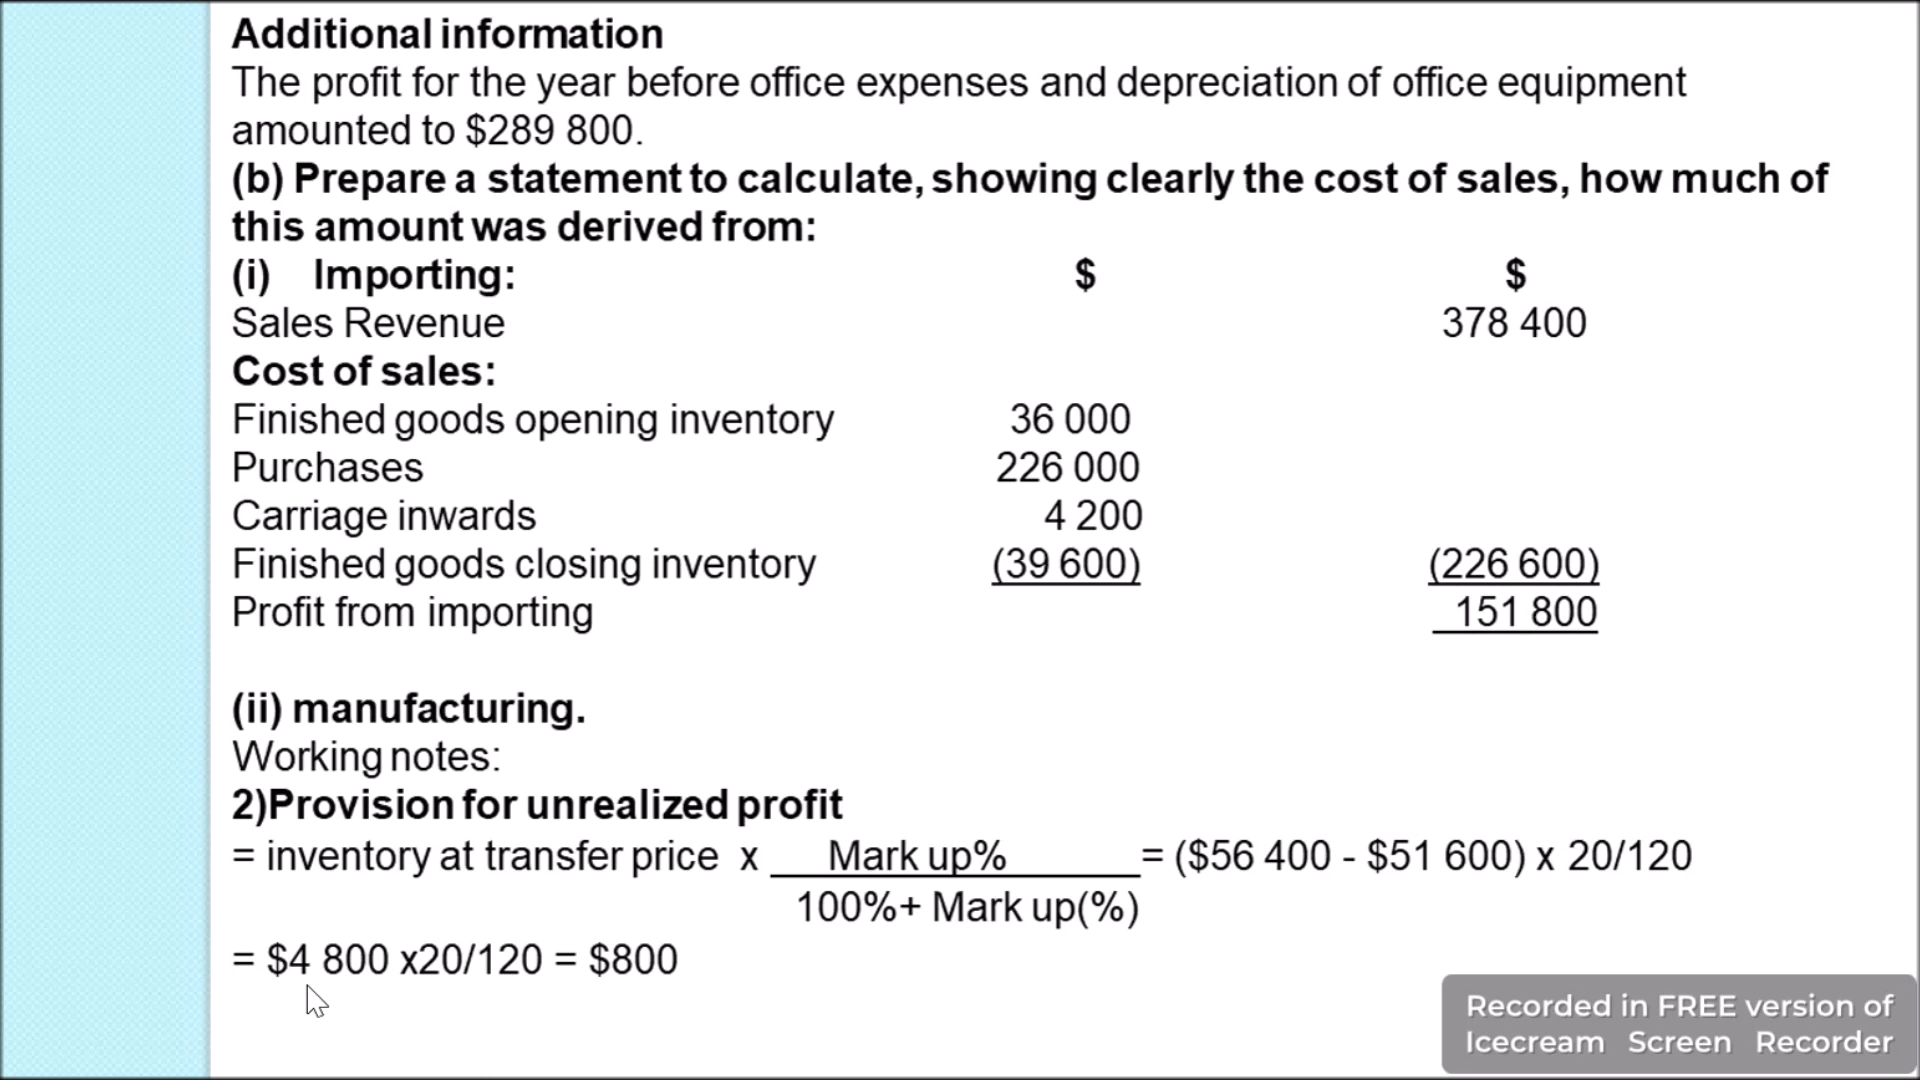 Additional information
The profit for the year before office expenses and depreciation of office equipment
amounted to $289 800.
(b) Prepare a statement to calculate, showing clearly the cost of sales, how much of
this amount was derived from:
(i) Importing: $ $
Sales Revenue 378 400
Cost of sales:
Finished goods opening inventory 36 000
Purchases 226 000
Carriage inwards 4 200
Finished goods closing inventory (39 600) (226 600)
Profit from importing 151 800
(ii) manufacturing.
Working notes:
2)Provision for unrealized profit
= inventory at transfer price x Mark up% = ($56 400 - $51 600) x 20/120
100%+ Mark up(%)
= $4 800 x20/120 = $800
Recorded in FREE version of
Icecream Screen Recorder